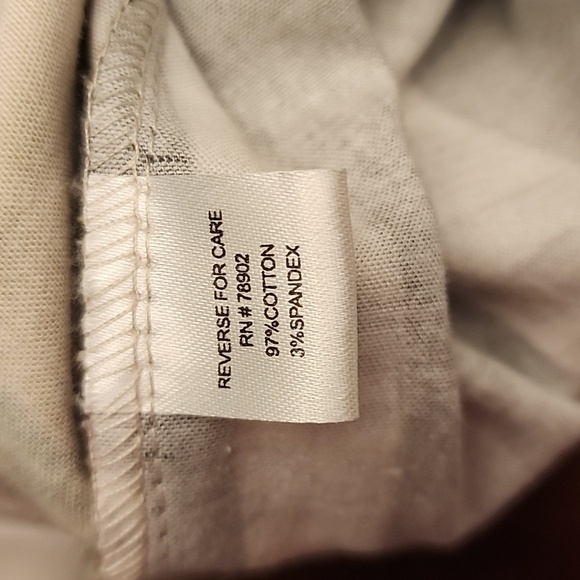 REVERSE FOR CARE
RN # 78902
97%COTTON
3%SPANDEX